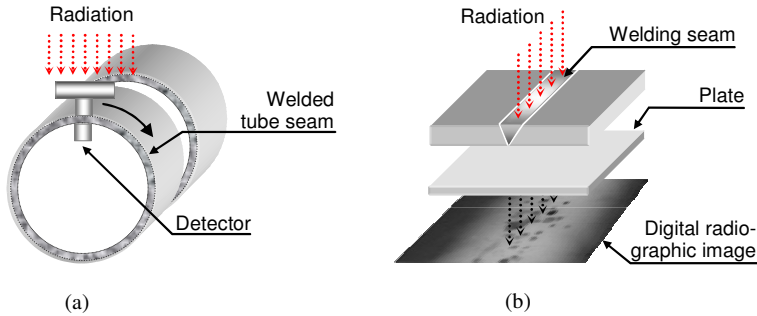 Radiation
Welded
tube seam
Detector
(a)
Radiation
Welding seam
Plate
Digital radio-
graphic image
(b)